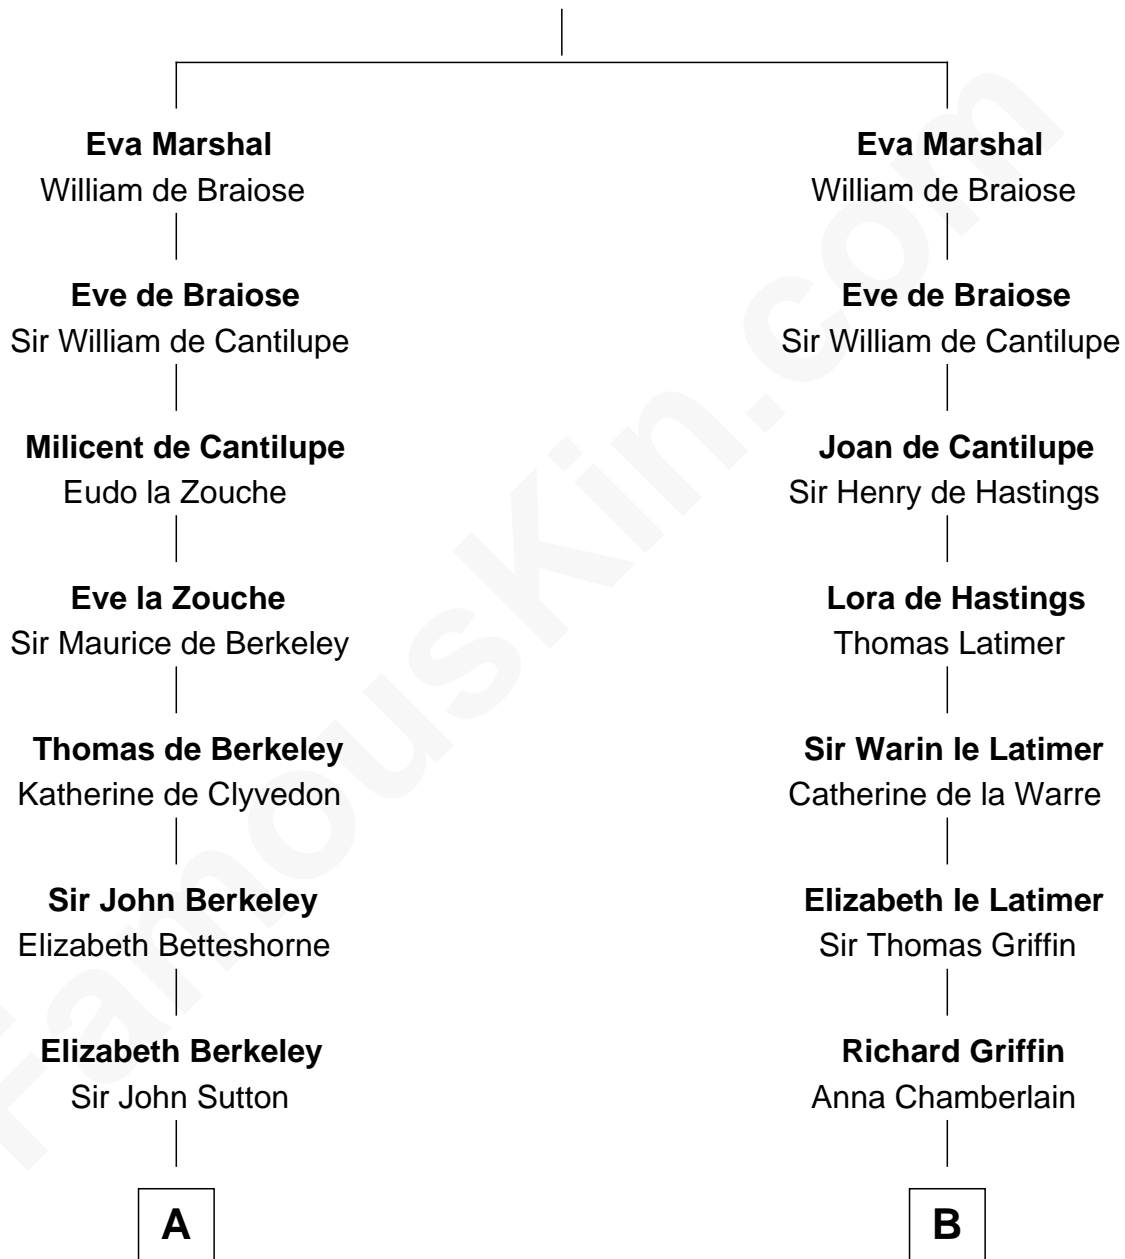 Eva Marshal
William de Braiose
Eve de Braiose
Sir William de Cantilupe
Milicent de Cantilupe
Eudo la Zouche
Eve la Zouche
Sir Maurice de Berkeley
Thomas de Berkeley
Katherine de Clyvedon
Sir John Berkeley
Elizabeth Betteshorne
Elizabeth Berkeley
Sir John Sutton
A
Eva Marshal
William de Braiose
Eve de Braiose
Sir William de Cantilupe
Joan de Cantilupe
Sir Henry de Hastings
Lora de Hastings
Thomas Latimer
Sir Warin le Latimer
Catherine de la Warre
Elizabeth le Latimer
Sir Thomas Griffin
Richard Griffin
Anna Chamberlain
B
FamousKin.com